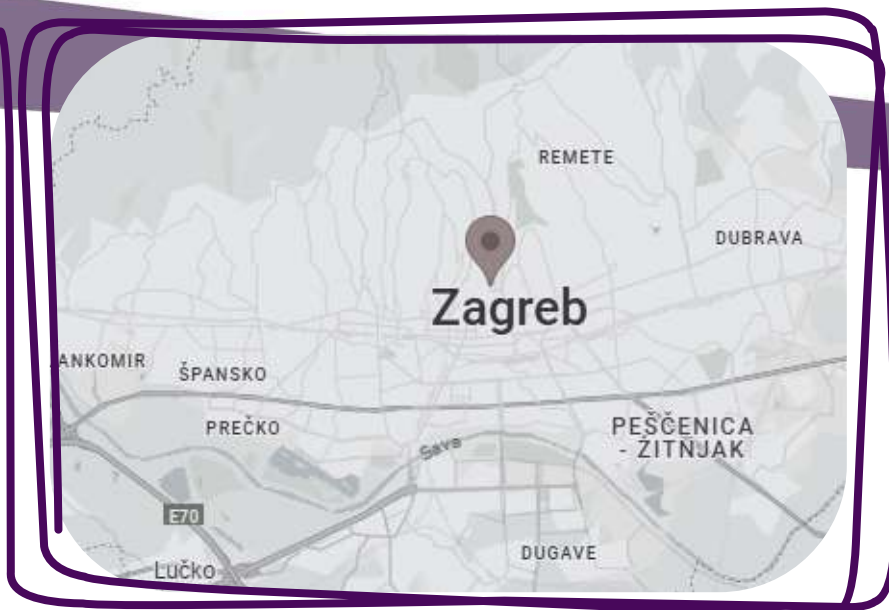 REMETE
DUBRAVA
Zagreb
ANKOMIR
ŠPANSKO
PREČKO
PEŠČENICA
- ŽITNJAK
Sava
E70
DUGAVE
Lučko